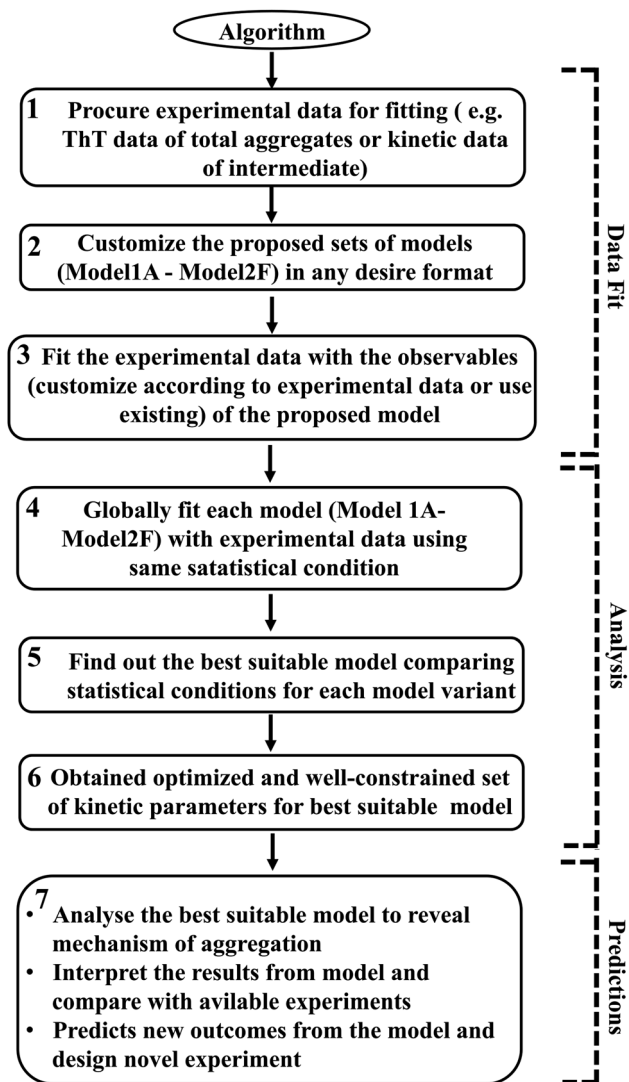 Algorithm
1 Procure experimental data for fitting ( e.g.
ThT data of total aggregates or kinetic data
of intermediate)
2 Customize the proposed sets of models
(Model1A - Model2F) in any desire format
3 Fit the experimental data with the observables
(customize according to experimental data or use
existing) of the proposed model
Data Fit
4 Globally fit each model (Model 1A-
Model2F) with experimental data using
same satatistical condition
5 Find out the best suitable model comparing
statistical conditions for each model variant
6 Obtained optimized and well-constrained set
of kinetic parameters for best suitable model
Analysis
7
• Analyse the best suitable model to reveal
mechanism of aggregation
• Interpret the results from model and
compare with avilable experiments
• Predicts new outcomes from the model and
design novel experiment
Predictions